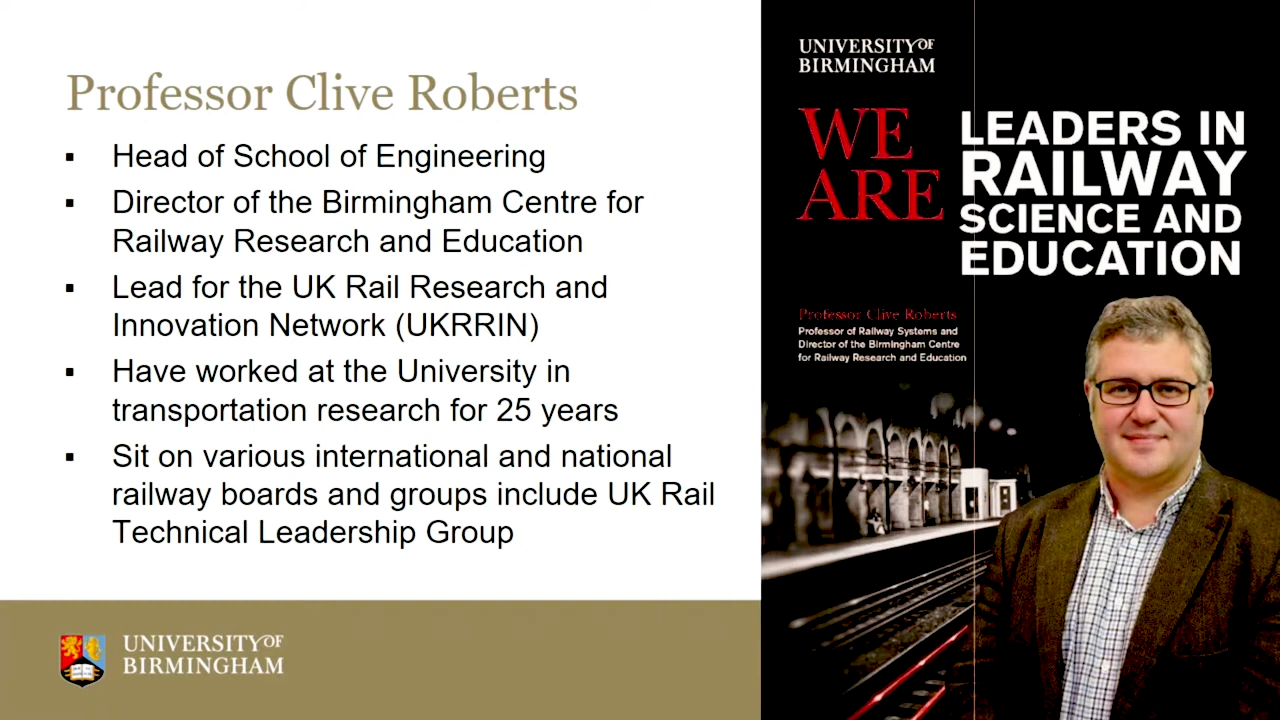 Professor Clive Roberts
▪ Head of School of Engineering
▪ Director of the Birmingham Centre for
Railway Research and Education
▪ Lead for the UK Rail Research and
Innovation Network (UKRRIN)
▪ Have worked at the University in
transportation research for 25 years
▪ Sit on various international and national
railway boards and groups include UK Rail
Technical Leadership Group
UNIVERSITY OF
BIRMINGHAM
UNIVERSITY OF
BIRMINGHAM
WE
ARE
LEADERS IN
RAILWAY
SCIENCE AND
EDUCATION
Professor Clive Roberts
Professor of Railway Systems and
Director of the Birmingham Centre
for Railway Research and Education